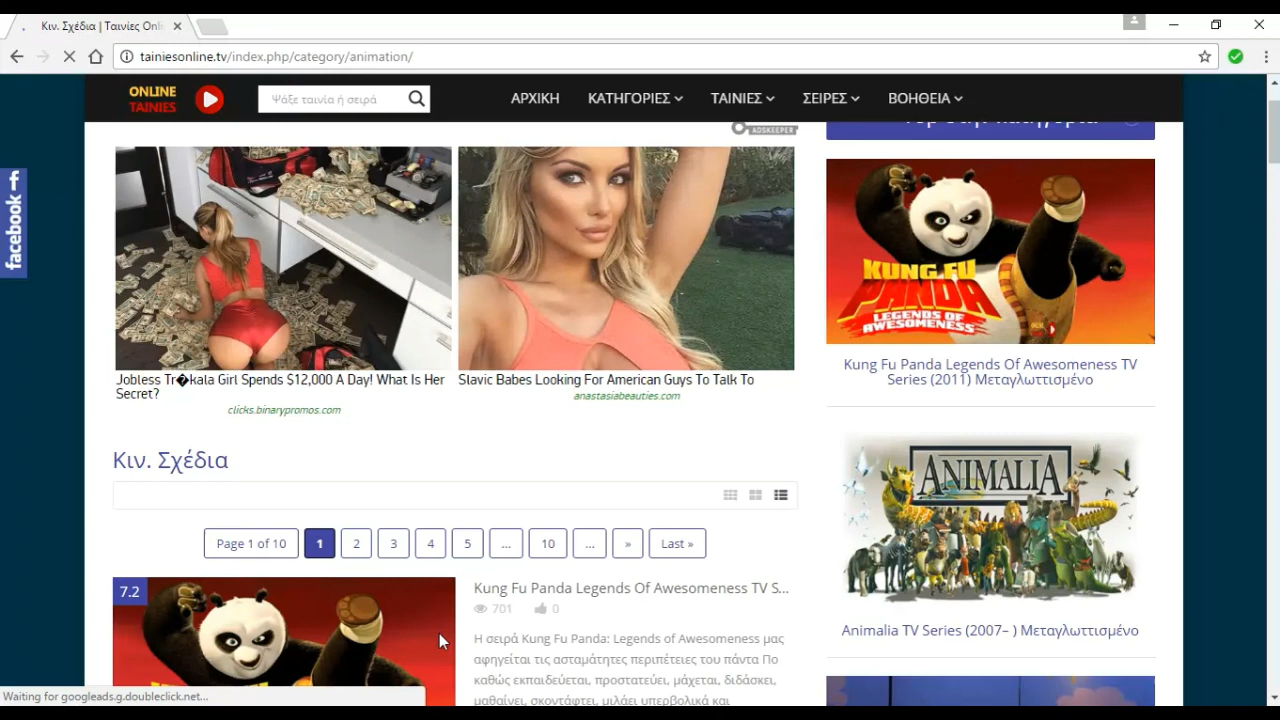 Κιν. Σχέδια | Ταινίες Onli
tainiesonline.tv/index.php/category/animation/
ONLINE
TAINIES
Ψάξε ταινία ή σειρά
ΑΡΧΙΚΗ
ΚΑΤΗΓΟΡΙΕΣ
ΤΑΙΝΙΕΣ
ΣΕΙΡΕΣ
ΒΟΗΘΕΙΑ
ADSKEEPER
facebook
Jobless Tr�kala Girl Spends $12,000 A Day! What Is Her
Secret?
clicks.binarypromos.com
Slavic Babes Looking For American Guys To Talk To
anastasiabeauties.com
Κιν. Σχέδια
Page 1 of 10
1
2
3
4
5
...
10
...
»
Last »
7.2
Kung Fu Panda Legends Of Awesomeness TV S...
701
0
Η σειρά Kung Fu Panda: Legends of Awesomeness μας
αφηγείται τις ασταμάτητες περιπέτειες του πάντα Πο
καθώς εκπαιδεύεται, προστατεύει, μάχεται, διδάσκει,
μαθαίνει, σκοντάφτει, μιλάει υπερβολικά και
KUNG FU
PANDA
LEGENDS OF
AWESOMENESS
Kung Fu Panda Legends Of Awesomeness TV
Series (2011) Μεταγλωττισμένο
ANIMALIA
Animalia TV Series (2007– ) Μεταγλωττισμένο
Waiting for googleads.g.doubleclick.net...